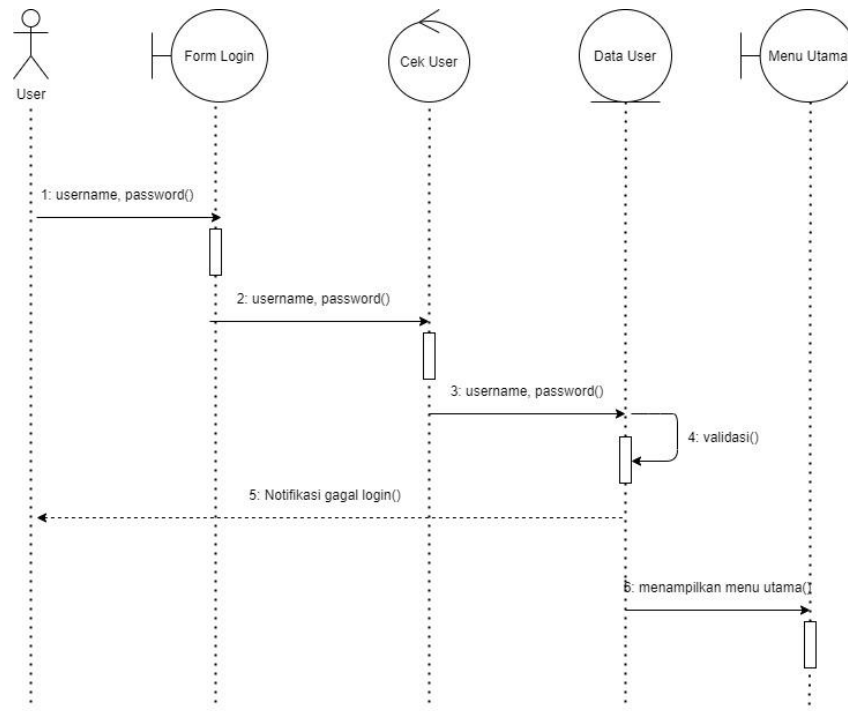 User
Form Login
Cek User
Data User
Menu Utama
1: username, password()
2: username, password()
3: username, password()
4: validasi()
5: Notifikasi gagal login()
6: menampilkan menu utama()